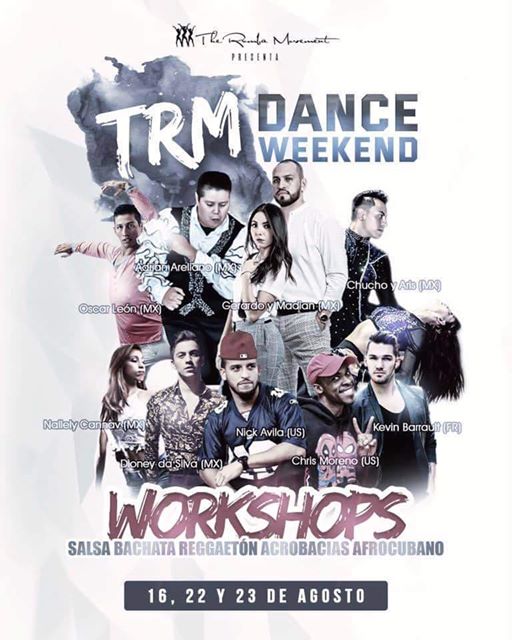 The Rumba Movement
PRESENTA
TRM DANCE
WEEKEND
Adrian Arellano (MX)
Chucho y Aris (MX)
Oscar León (MX)
Gerardo y Madian (MX)
Nallely Cannav (MX)
Nick Avila (US)
Kevin Barrault (FR)
Dioney da Silva (MX)
Chris Moreno (US)
WORKSHOPS
SALSA BACHATA REGGAETÓN ACROBACIAS AFROCUBANO
16, 22 Y 23 DE AGOSTO